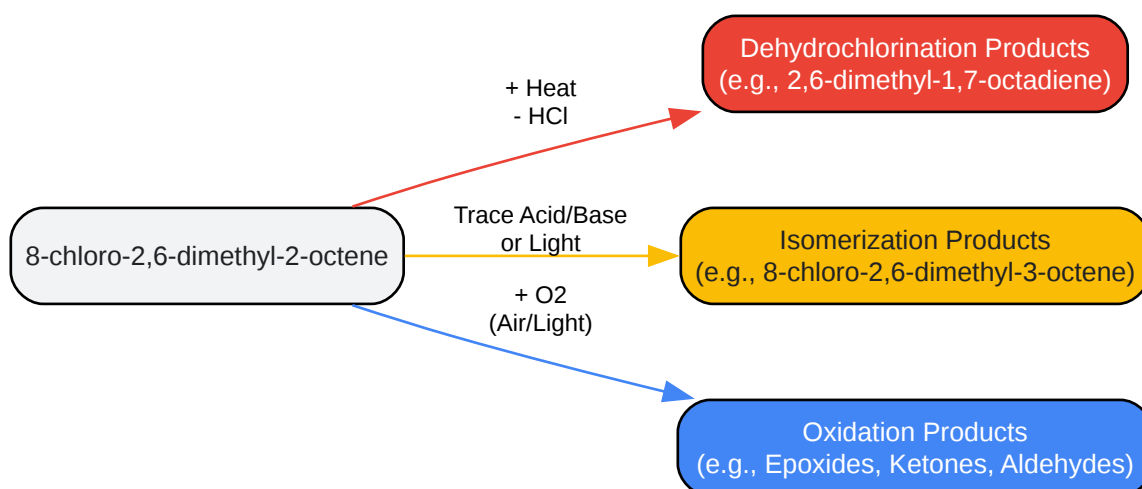 Dehydrochlorination Products
(e.g., 2,6-dimethyl-1,7-octadiene)
+ Heat
- HCl
8-chloro-2,6-dimethyl-2-octene
Trace Acid/Base
or Light
Isomerization Products
(e.g., 8-chloro-2,6-dimethyl-3-octene)
+ O2
(Air/Light)
Oxidation Products
(e.g., Epoxides, Ketones, Aldehydes)